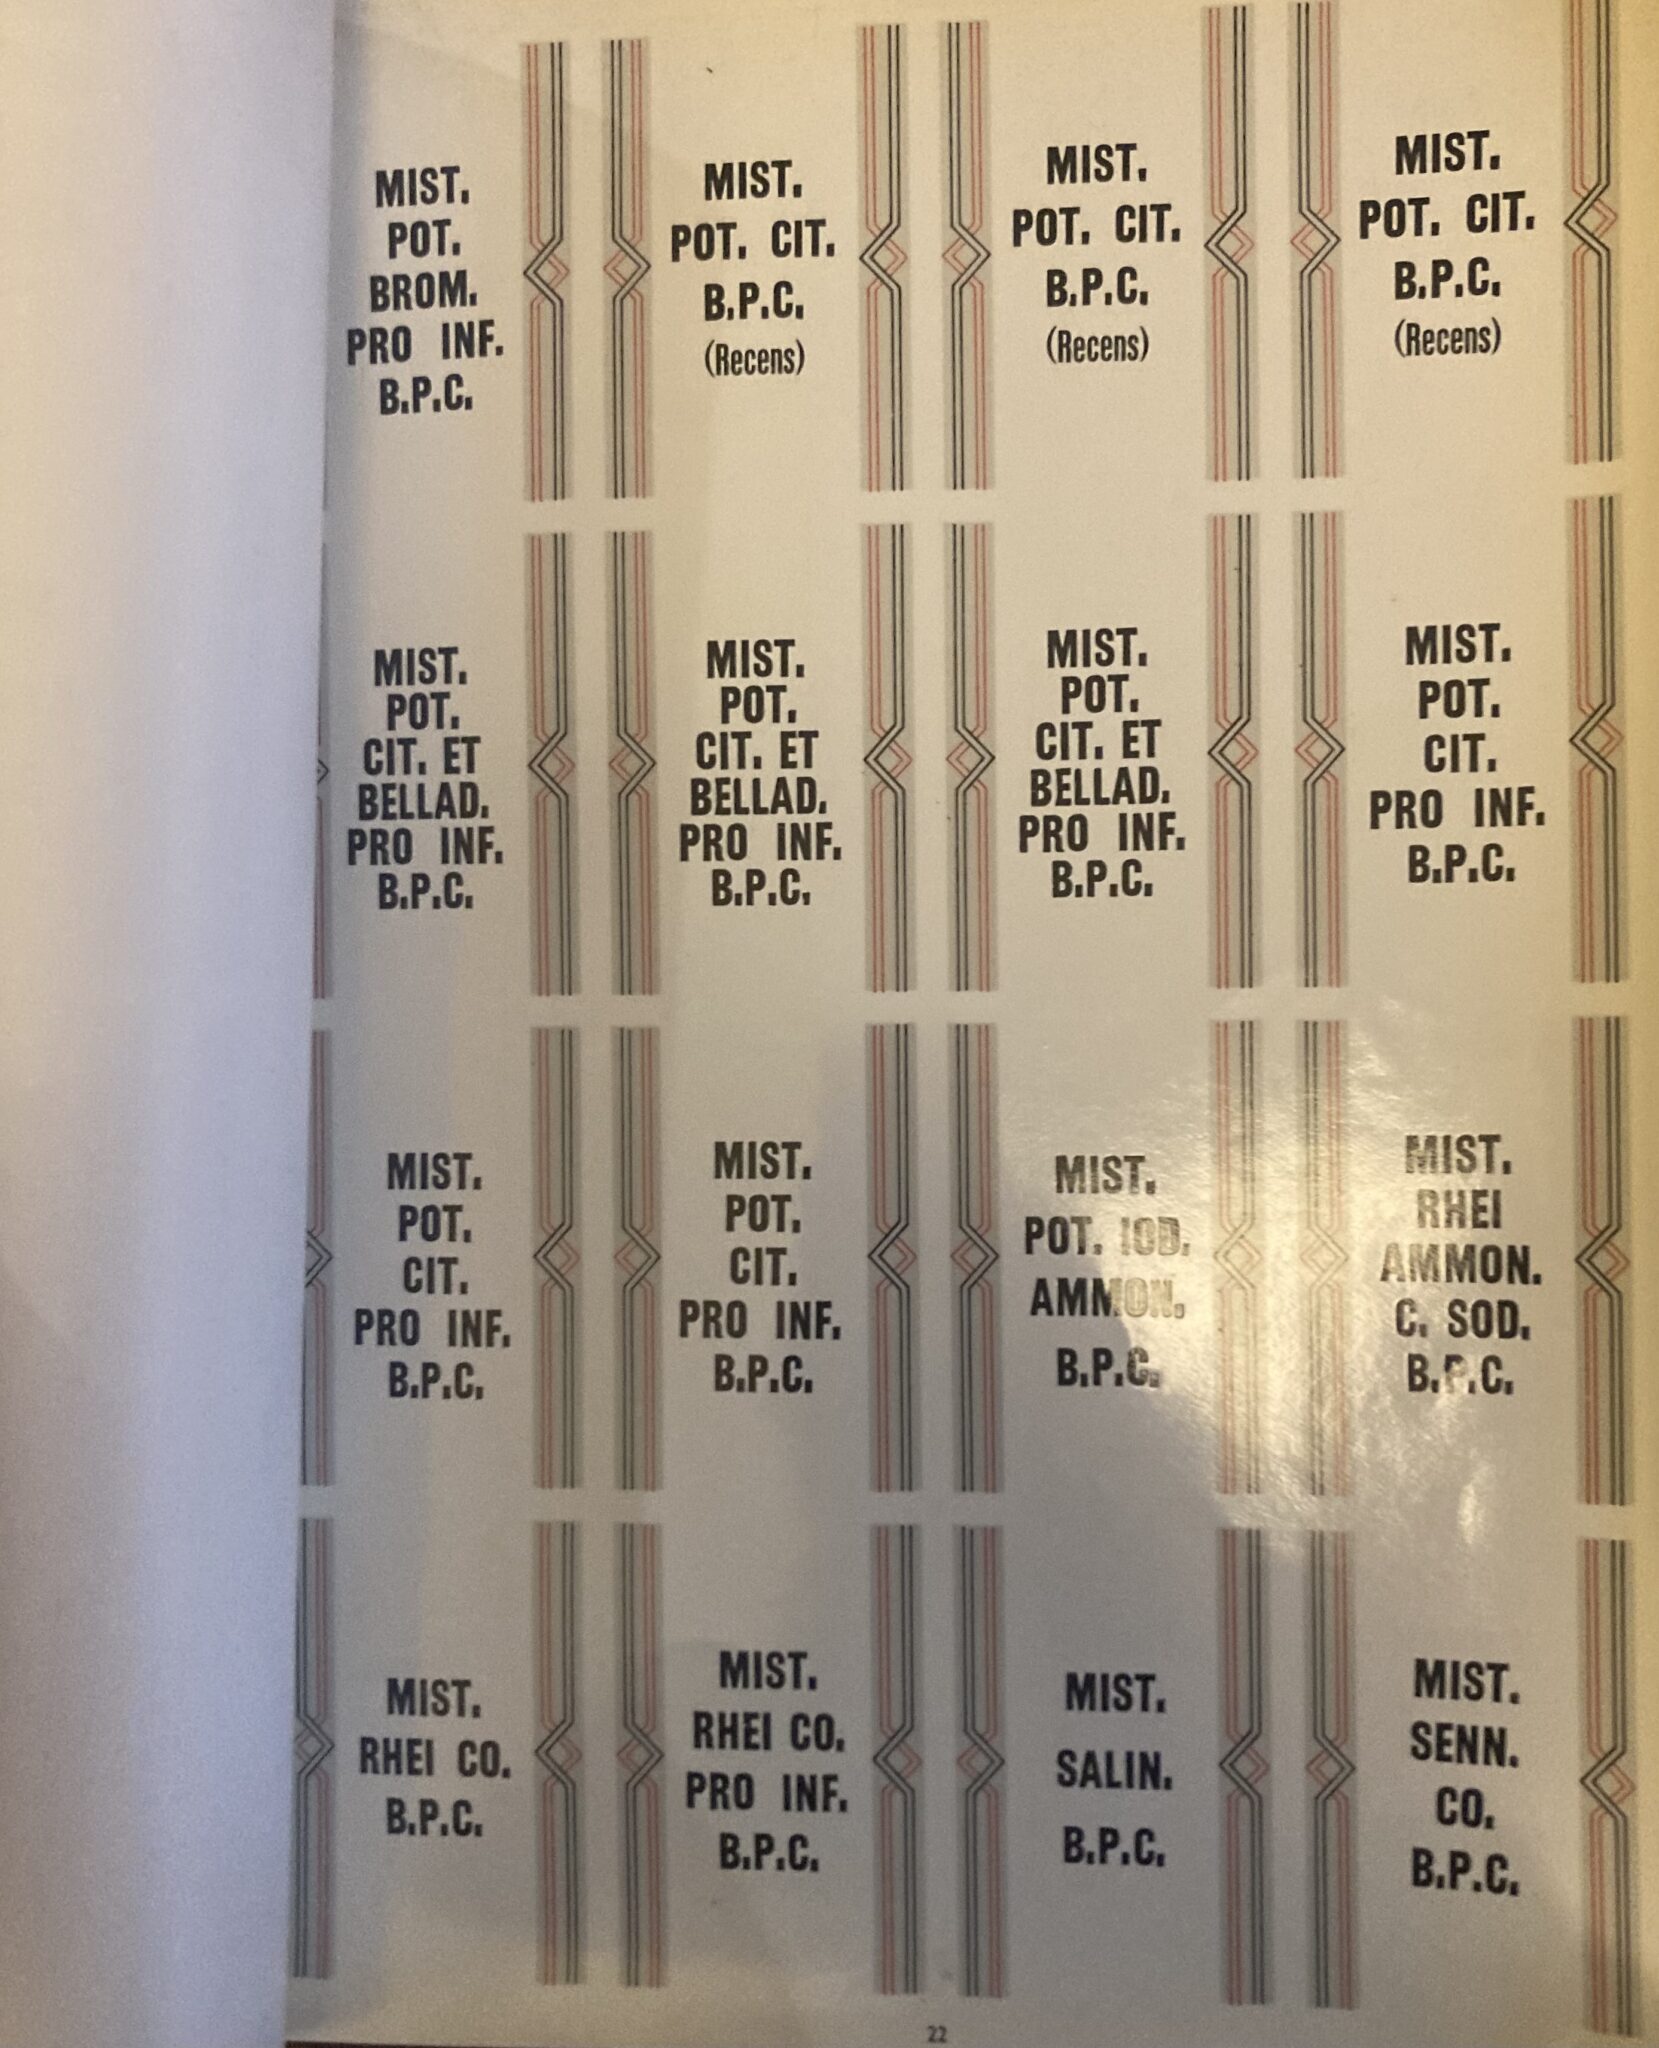 MIST.
POT.
BROM.
PRO INF.
B.P.C.
MIST.
POT. CIT.
B.P.C.
(Recens)
MIST.
POT. CIT.
B.P.C.
(Recens)
MIST.
POT. CIT.
B.P.C.
(Recens)
MIST.
POT.
CIT. ET
BELLAD.
PRO INF.
B.P.C.
MIST.
POT.
CIT. ET
BELLAD.
PRO INF.
B.P.C.
MIST.
POT.
CIT. ET
BELLAD.
PRO INF.
B.P.C.
MIST.
POT.
CIT.
PRO INF.
B.P.C.
MIST.
POT.
CIT.
PRO INF.
B.P.C.
MIST.
POT.
CIT.
PRO INF.
B.P.C.
MIST.
POT. IOD.
AMMON.
B.P.C.
MIST.
RHEI
AMMON.
C. SOD.
B.P.C.
MIST.
RHEI CO.
B.P.C.
MIST.
RHEI CO.
PRO INF.
B.P.C.
MIST.
SALIN.
B.P.C.
MIST.
SENN.
CO.
B.P.C.
22